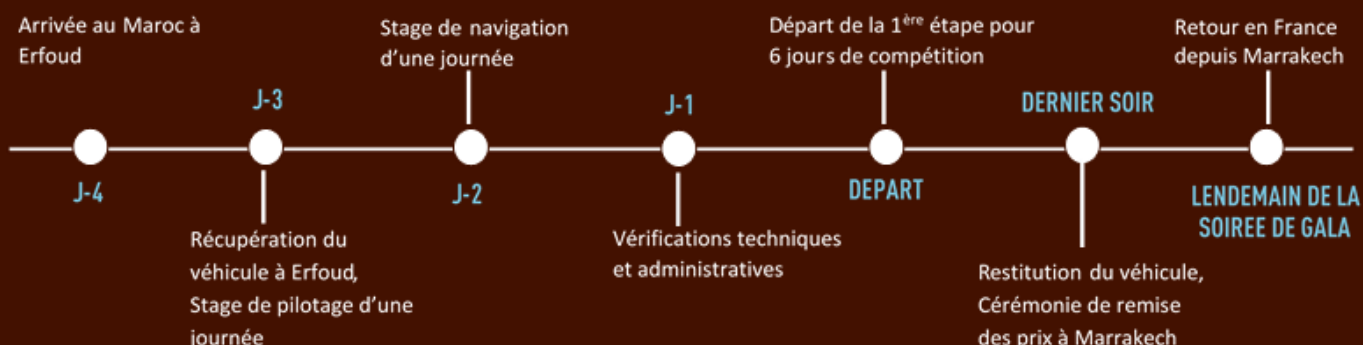 Arrivée au Maroc à
Erfoud
J-4
J-3
Récupération du
véhicule à Erfoud,
Stage de pilotage d'une
journée
Stage de navigation
d'une journée
J-2
J-1
Vérifications techniques
et administratives
Départ de la 1ère étape pour
6 jours de compétition
DEPART
DERNIER SOIR
Restitution du véhicule,
Cérémonie de remise
des prix à Marrakech
Retour en France
depuis Marrakech
LENDEMAIN DE LA
SOIREE DE GALA